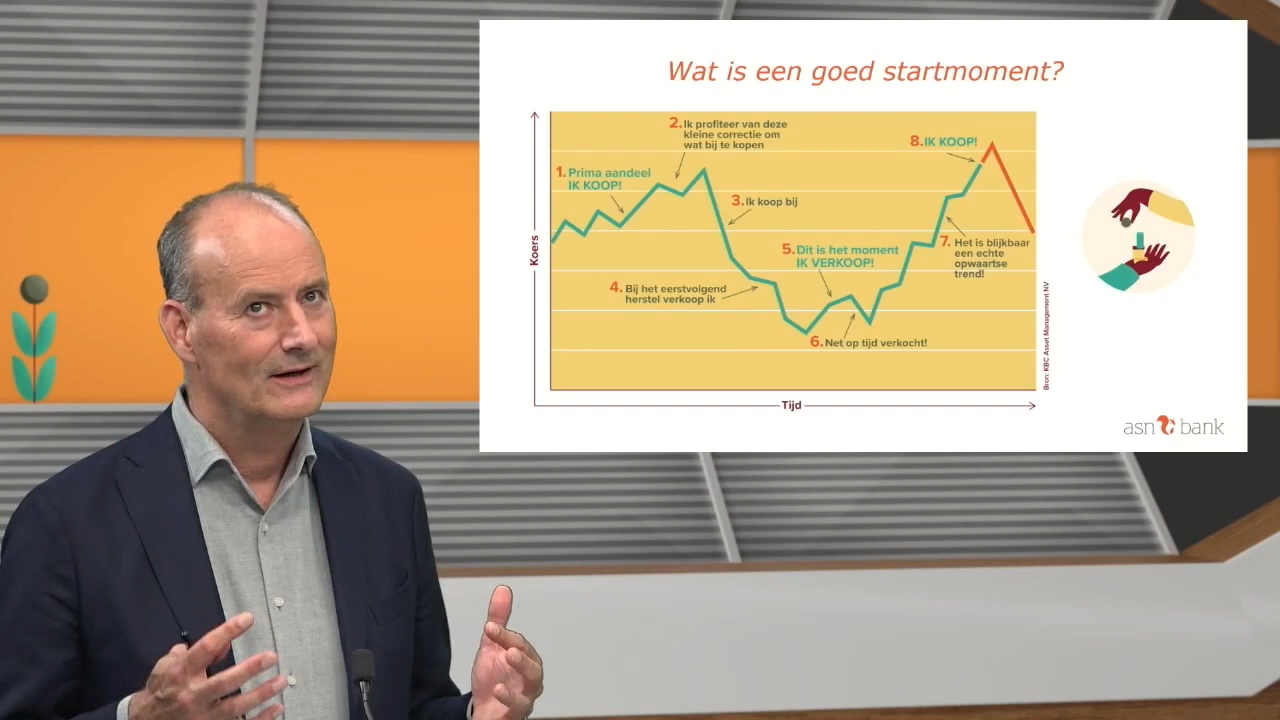 Wat is een goed startmoment?
2. Ik profiteer van deze
kleine correctie om
wat bij te kopen
8. IK KOOP!
1. Prima aandeel
IK KOOP!
3. Ik koop bij
5. Dit is het moment
IK VERKOOP!
7. Het is blijkbaar
een echte
opwaartse
trend!
4. Bij het eerstvolgend
herstel verkoop ik
6. Net op tijd verkocht!
Koers
Tijd
Bron: KBC Asset Management NV
asn bank